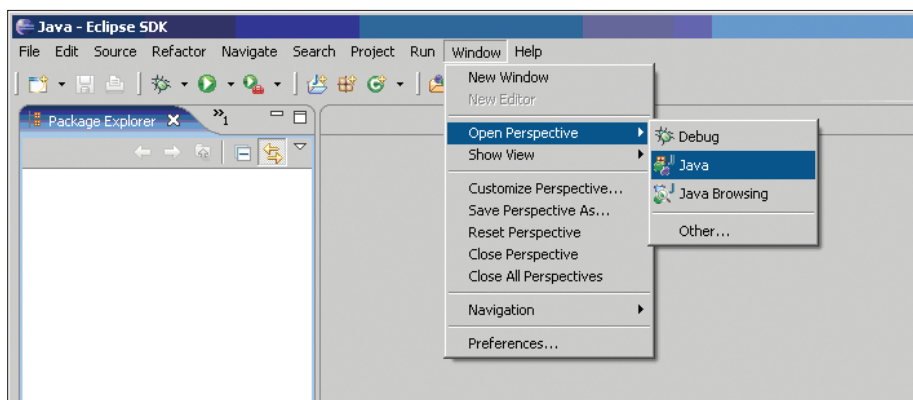 Java - Eclipse SDK
File Edit Source Refactor Navigate Search Project Run Window Help
Package Explorer
»1
New Window
New Editor
Open Perspective
Show View
Customize Perspective...
Save Perspective As...
Reset Perspective
Close Perspective
Close All Perspectives
Navigation
Preferences...
Debug
Java
Java Browsing
Other...